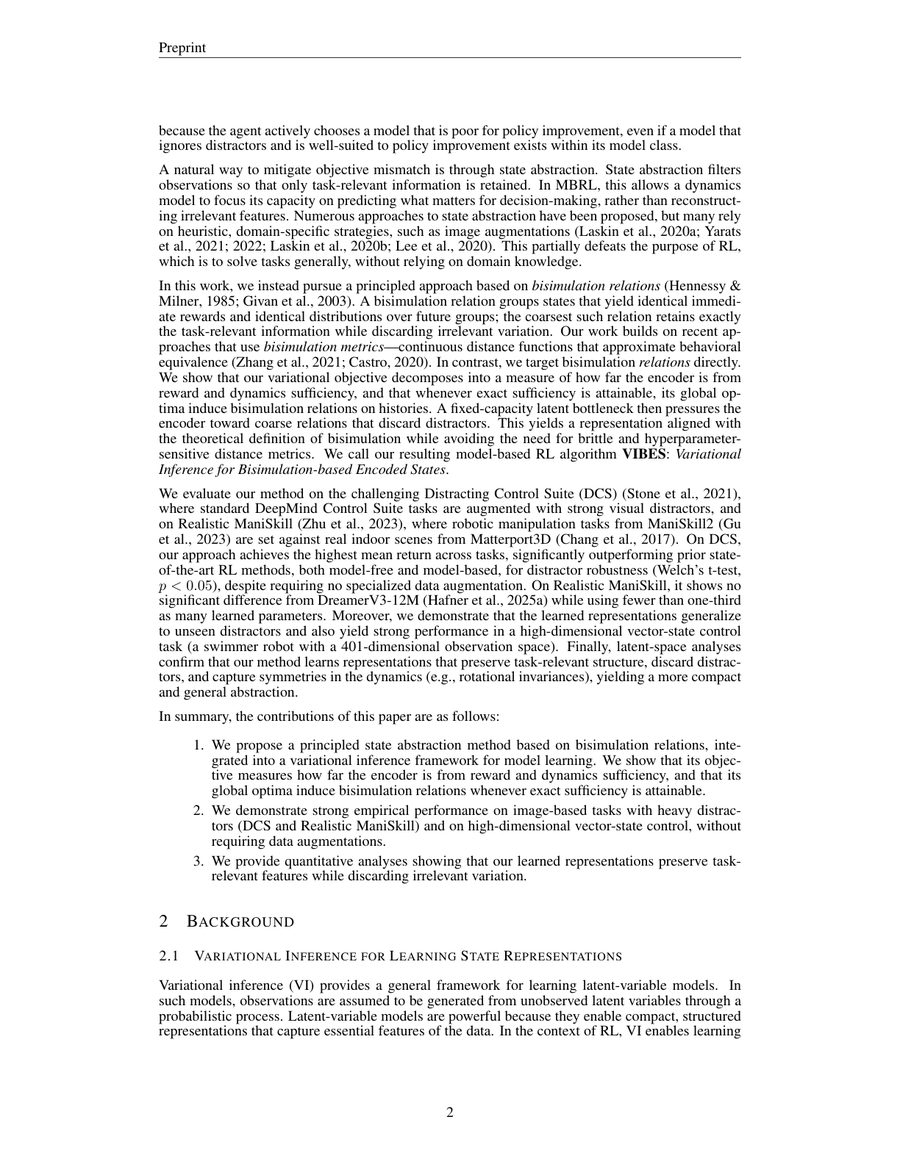 Preprint
because the agent actively chooses a model that is poor for policy improvement, even if a model that
ignores distractors and is well-suited to policy improvement exists within its model class.
A natural way to mitigate objective mismatch is through state abstraction. State abstraction filters
observations so that only task-relevant information is retained. In MBRL, this allows a dynamics
model to focus its capacity on predicting what matters for decision-making, rather than reconstruct-
ing irrelevant features. Numerous approaches to state abstraction have been proposed, but many rely
on heuristic, domain-specific strategies, such as image augmentations (Laskin et al., 2020a; Yarats
et al., 2021; 2022; Laskin et al., 2020b; Lee et al., 2020). This partially defeats the purpose of RL,
which is to solve tasks generally, without relying on domain knowledge.
In this work, we instead pursue a principled approach based on bisimulation relations (Hennessy &
Milner, 1985; Givan et al., 2003). A bisimulation relation groups states that yield identical immedi-
ate rewards and identical distributions over future groups; the coarsest such relation retains exactly
the task-relevant information while discarding irrelevant variation. Our work builds on recent ap-
proaches that use bisimulation metrics—continuous distance functions that approximate behavioral
equivalence (Zhang et al., 2021; Castro, 2020). In contrast, we target bisimulation relations directly.
We show that our variational objective decomposes into a measure of how far the encoder is from
reward and dynamics sufficiency, and that whenever exact sufficiency is attainable, its global op-
tima induce bisimulation relations on histories. A fixed-capacity latent bottleneck then pressures the
encoder toward coarse relations that discard distractors. This yields a representation aligned with
the theoretical definition of bisimulation while avoiding the need for brittle and hyperparameter-
sensitive distance metrics. We call our resulting model-based RL algorithm VIBES: Variational
Inference for Bisimulation-based Encoded States.
We evaluate our method on the challenging Distracting Control Suite (DCS) (Stone et al., 2021),
where standard DeepMind Control Suite tasks are augmented with strong visual distractors, and
on Realistic ManiSkill (Zhu et al., 2023), where robotic manipulation tasks from ManiSkill2 (Gu
et al., 2023) are set against real indoor scenes from Matterport3D (Chang et al., 2017). On DCS,
our approach achieves the highest mean return across tasks, significantly outperforming prior state-
of-the-art RL methods, both model-free and model-based, for distractor robustness (Welch's t-test,
p < 0.05), despite requiring no specialized data augmentation. On Realistic ManiSkill, it shows no
significant difference from DreamerV3-12M (Hafner et al., 2025a) while using fewer than one-third
as many learned parameters. Moreover, we demonstrate that the learned representations generalize
to unseen distractors and also yield strong performance in a high-dimensional vector-state control
task (a swimmer robot with a 401-dimensional observation space). Finally, latent-space analyses
confirm that our method learns representations that preserve task-relevant structure, discard distrac-
tors, and capture symmetries in the dynamics (e.g., rotational invariances), yielding a more compact
and general abstraction.
In summary, the contributions of this paper are as follows:
1. We propose a principled state abstraction method based on bisimulation relations, inte-
grated into a variational inference framework for model learning. We show that its objec-
tive measures how far the encoder is from reward and dynamics sufficiency, and that its
global optima induce bisimulation relations whenever exact sufficiency is attainable.
2. We demonstrate strong empirical performance on image-based tasks with heavy distrac-
tors (DCS and Realistic ManiSkill) and on high-dimensional vector-state control, without
requiring data augmentations.
3. We provide quantitative analyses showing that our learned representations preserve task-
relevant features while discarding irrelevant variation.
2 BACKGROUND
2.1 VARIATIONAL INFERENCE FOR LEARNING STATE REPRESENTATIONS
Variational inference (VI) provides a general framework for learning latent-variable models. In
such models, observations are assumed to be generated from unobserved latent variables through a
probabilistic process. Latent-variable models are powerful because they enable compact, structured
representations that capture essential features of the data. In the context of RL, VI enables learning
2